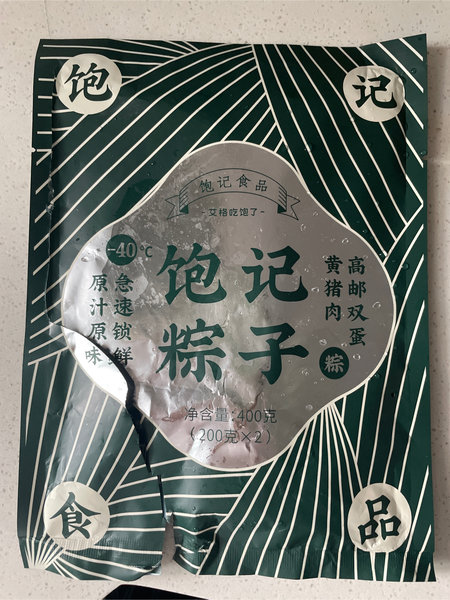 饱
记
饱记食品
-艾格吃饱了-
-40℃
急速锁鲜
原汁原味
饱记
粽子
高邮双蛋
黄猪肉
粽
净含量:400克
(200克×2)
食
品